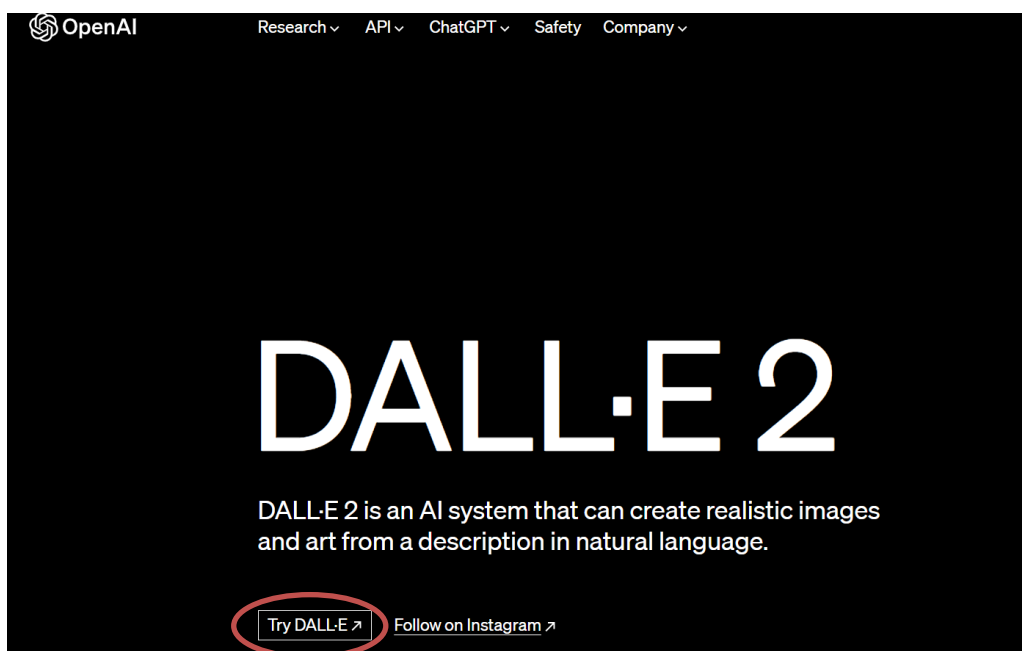 OpenAI Research API ChatGPT Safety Company
DALL·E 2
DALL·E 2 is an AI system that can create realistic images
and art from a description in natural language.
Try DALL·E ↗ Follow on Instagram ↗